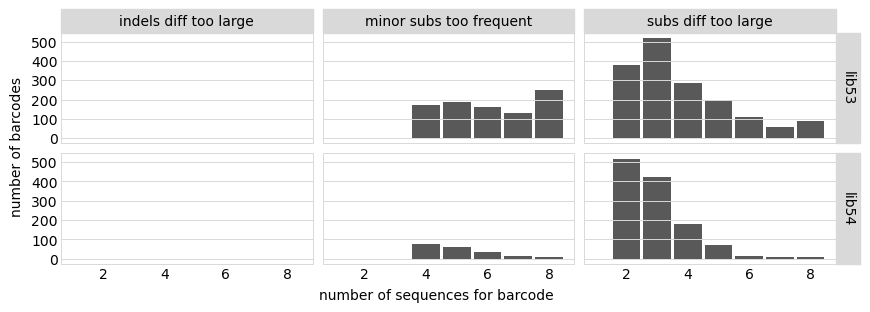 indels diff too large
minor subs too frequent
subs diff too large
number of barcodes
500
400
300
200
100
0
lib53
500
400
300
200
100
0
lib54
2 4 6 8
2 4 6 8
2 4 6 8
number of sequences for barcode